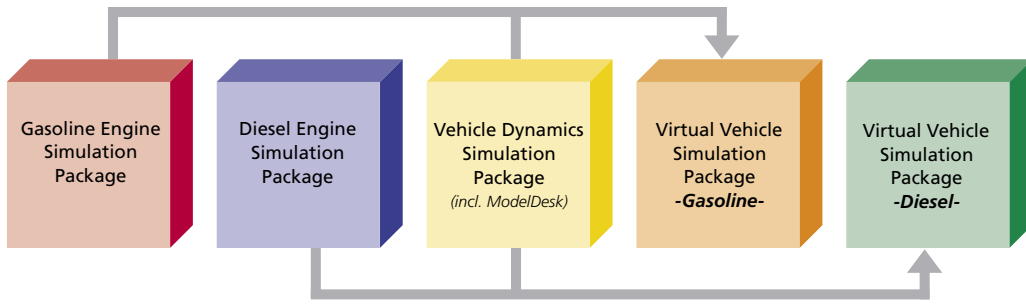 Gasoline Engine
Simulation
Package
Diesel Engine
Simulation
Package
Vehicle Dynamics
Simulation
Package
(incl. ModelDesk)
Virtual Vehicle
Simulation
Package
-Gasoline-
Virtual Vehicle
Simulation
Package
-Diesel-